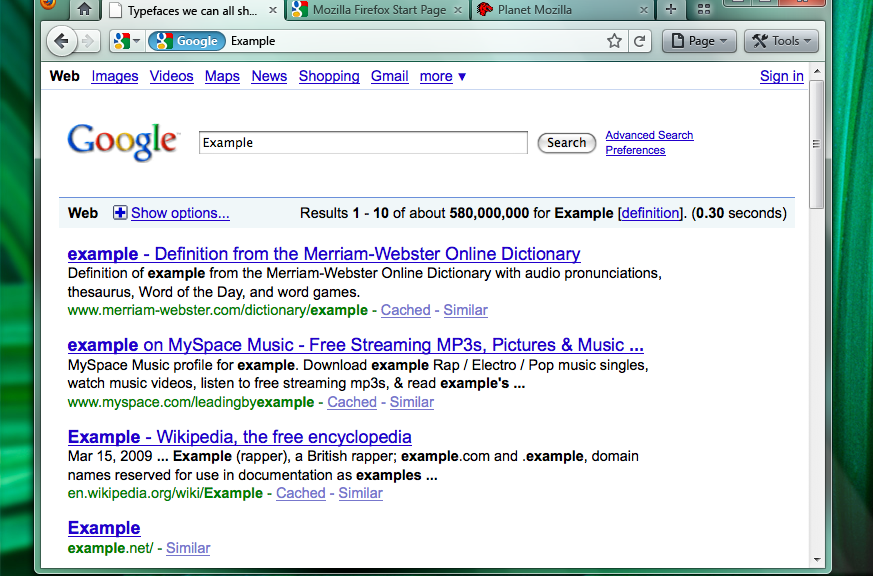 Typefaces we can all sh... Mozilla Firefox Start Page Planet Mozilla
Google Example Page Tools
Web Images Videos Maps News Shopping Gmail more ▼ Sign in
Google™ Example Search Advanced Search
Preferences
Web Show options... Results 1 - 10 of about 580,000,000 for Example [definition]. (0.30 seconds)
example - Definition from the Merriam-Webster Online Dictionary
Definition of example from the Merriam-Webster Online Dictionary with audio pronunciations,
thesaurus, Word of the Day, and word games.
www.merriam-webster.com/dictionary/example - Cached - Similar
example on MySpace Music - Free Streaming MP3s, Pictures & Music ...
MySpace Music profile for example. Download example Rap / Electro / Pop music singles,
watch music videos, listen to free streaming mp3s, & read example's ...
www.myspace.com/leadingbyexample - Cached - Similar
Example - Wikipedia, the free encyclopedia
Mar 15, 2009 ... Example (rapper), a British rapper; example.com and .example, domain
names reserved for use in documentation as examples ...
en.wikipedia.org/wiki/Example - Cached - Similar
Example
example.net/ - Similar